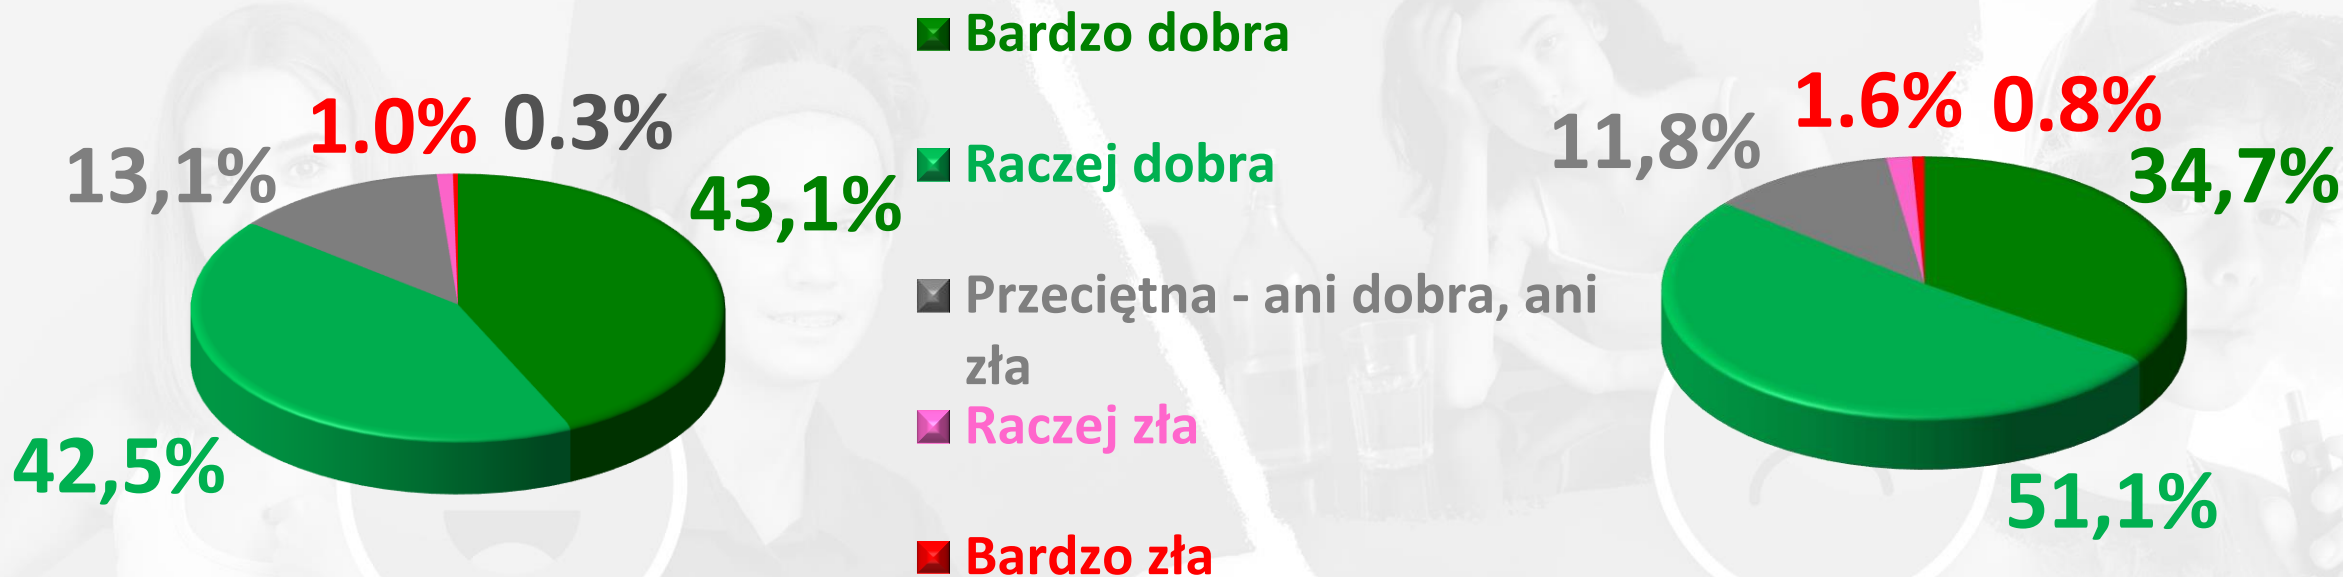 1.0% 0.3%
13,1%
43,1%
42,5%
Bardzo dobra
Raczej dobra
Przeciętna - ani dobra, ani
zła
Raczej zła
Bardzo zła
1.6% 0.8%
11,8%
34,7%
51,1%